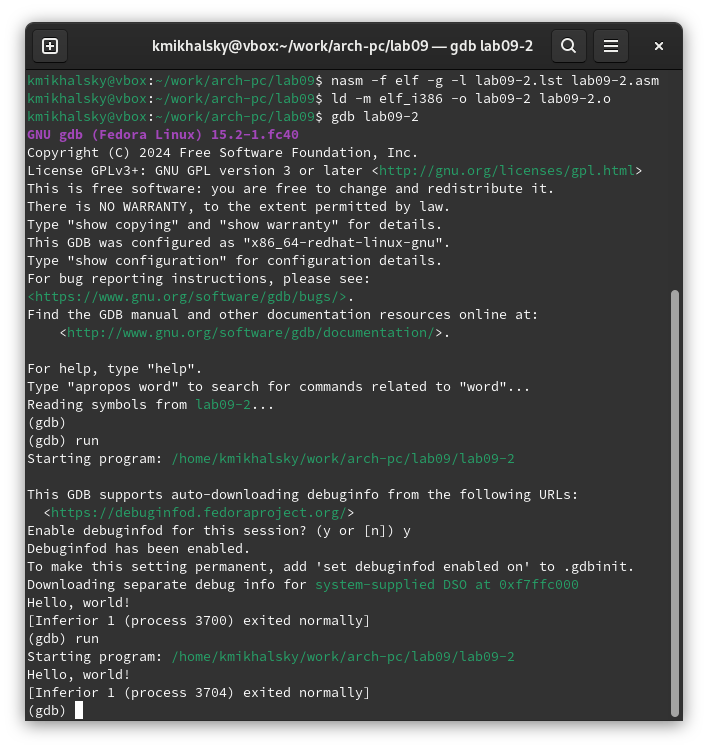 kmikhalsky@vbox:~/work/arch-pc/lab09 — gdb lab09-2
kmikhalsky@vbox:~/work/arch-pc/lab09$ nasm -f elf -g -l lab09-2.lst lab09-2.asm
kmikhalsky@vbox:~/work/arch-pc/lab09$ ld -m elf_i386 -o lab09-2 lab09-2.o
kmikhalsky@vbox:~/work/arch-pc/lab09$ gdb lab09-2
GNU gdb (Fedora Linux) 15.2-1.fc40
Copyright (C) 2024 Free Software Foundation, Inc.
License GPLv3+: GNU GPL version 3 or later <http://gnu.org/licenses/gpl.html>
This is free software: you are free to change and redistribute it.
There is NO WARRANTY, to the extent permitted by law.
Type "show copying" and "show warranty" for details.
This GDB was configured as "x86_64-redhat-linux-gnu".
Type "show configuration" for configuration details.
For bug reporting instructions, please see:
<https://www.gnu.org/software/gdb/bugs/>.
Find the GDB manual and other documentation resources online at:
    <http://www.gnu.org/software/gdb/documentation/>.

For help, type "help".
Type "apropos word" to search for commands related to "word"...
Reading symbols from lab09-2...
(gdb)
(gdb) run
Starting program: /home/kmikhalsky/work/arch-pc/lab09/lab09-2

This GDB supports auto-downloading debuginfo from the following URLs:
  <https://debuginfod.fedoraproject.org/>
Enable debuginfod for this session? (y or [n]) y
Debuginfod has been enabled.
To make this setting permanent, add 'set debuginfod enabled on' to .gdbinit.
Downloading separate debug info for system-supplied DSO at 0xf7ffc000
Hello, world!
[Inferior 1 (process 3700) exited normally]
(gdb) run
Starting program: /home/kmikhalsky/work/arch-pc/lab09/lab09-2
Hello, world!
[Inferior 1 (process 3704) exited normally]
(gdb)